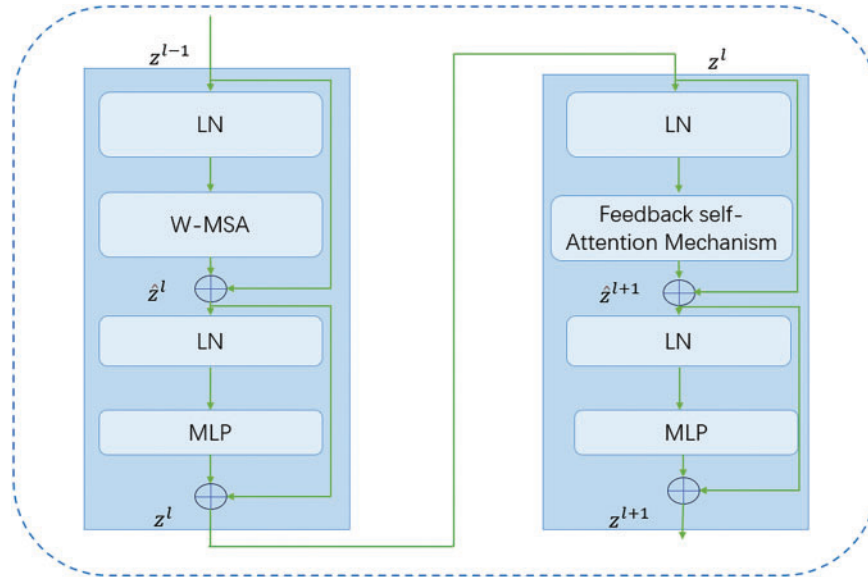 z^{l−1}
LN
W-MSA
ẑ^l
LN
MLP
z^l
z^l
LN
Feedback self-
Attention Mechanism
ẑ^{l+1}
LN
MLP
z^{l+1}